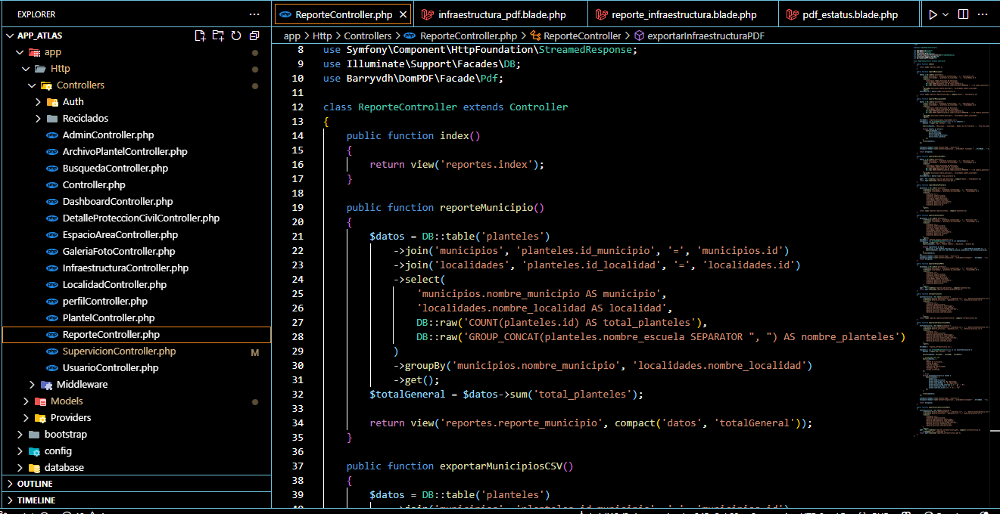 EXPLORER ···
APP_ATLAS
app
Http
Controllers
Auth
Reciclados
AdminController.php
ArchivoPlantelController.php
BusquedaController.php
Controller.php
DashboardController.php
DetalleProteccionCivilController.php
EspacioAreaController.php
GaleriaFotoController.php
InfraestructuraController.php
LocalidadController.php
perfilController.php
PlantelController.php
ReporteController.php
SupervicionController.php M
UsuarioController.php
Middleware
Models
Providers
bootstrap
config
database
OUTLINE
TIMELINE
ReporteController.php
infraestructura_pdf.blade.php
reporte_infraestructura.blade.php
pdf_estatus.blade.php
app > Http > Controllers > ReporteController.php > ReporteController > exportarInfraestructuraPDF
8 use Symfony\Component\HttpFoundation\StreamedResponse;
9 use Illuminate\Support\Facades\DB;
10 use Barryvdh\DomPDF\Facade\Pdf;
11
12 class ReporteController extends Controller
13 {
14 public function index()
15 {
16 return view('reportes.index');
17 }
18
19 public function reporteMunicipio()
20 {
21 $datos = DB::table('planteles')
22 ->join('municipios', 'planteles.id_municipio', '=', 'municipios.id')
23 ->join('localidades', 'planteles.id_localidad', '=', 'localidades.id')
24 ->select(
25 'municipios.nombre_municipio AS municipio',
26 'localidades.nombre_localidad AS localidad',
27 DB::raw('COUNT(planteles.id) AS total_planteles'),
28 DB::raw('GROUP_CONCAT(planteles.nombre_escuela SEPARATOR ", ") AS nombre_planteles')
29 )
30 ->groupBy('municipios.nombre_municipio', 'localidades.nombre_localidad')
31 ->get();
32 $totalGeneral = $datos->sum('total_planteles');
33
34 return view('reportes.reporte_municipio', compact('datos', 'totalGeneral'));
35 }
36
37 public function exportarMunicipiosCSV()
38 {
39 $datos = DB::table('planteles')